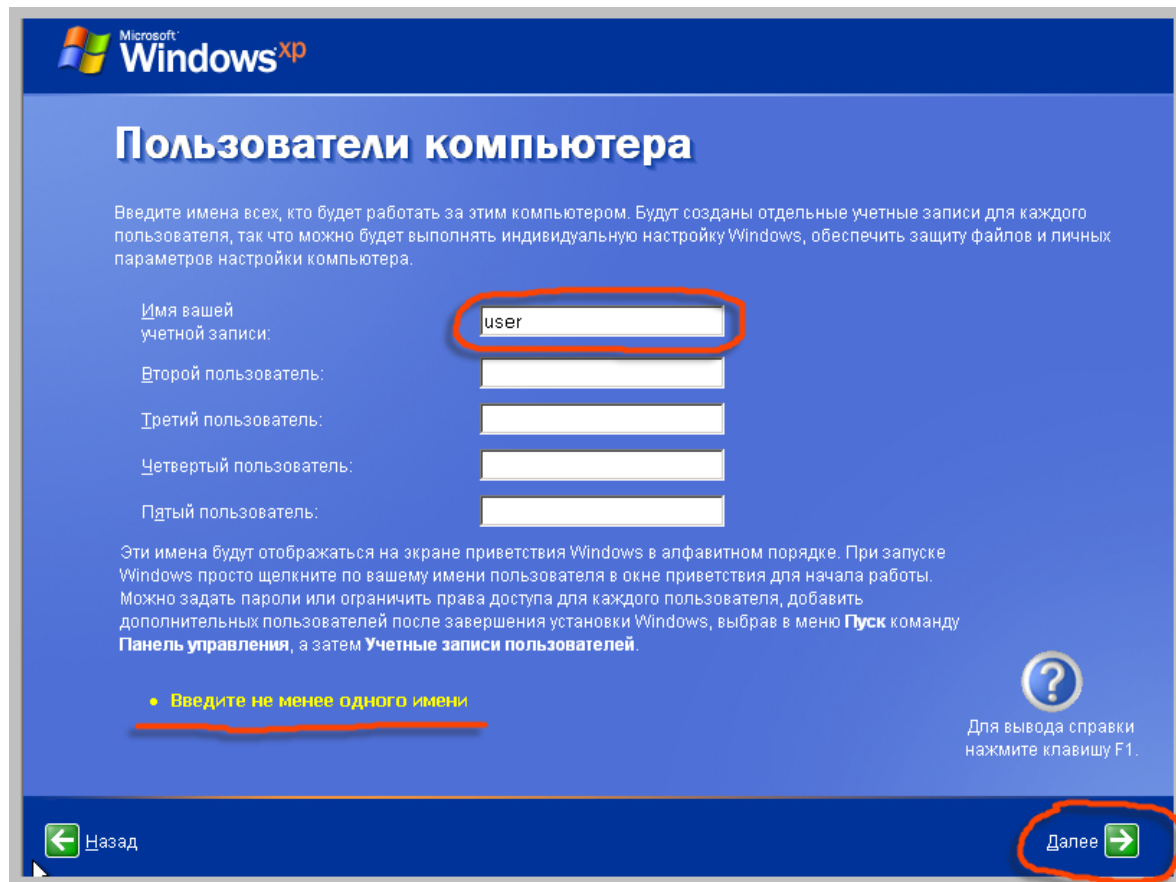 Microsoft
Windows xp
Пользователи компьютера
Введите имена всех, кто будет работать за этим компьютером. Будут созданы отдельные учетные записи для каждого
пользователя, так что можно будет выполнять индивидуальную настройку Windows, обеспечить защиту файлов и личных
параметров настройки компьютера.
Имя вашей
учетной записи:
user
Второй пользователь:
Третий пользователь:
Четвертый пользователь:
Пятый пользователь:
Эти имена будут отображаться на экране приветствия Windows в алфавитном порядке. При запуске
Windows просто щелкните по вашему имени пользователя в окне приветствия для начала работы.
Можно задать пароли или ограничить права доступа для каждого пользователя, добавить
дополнительных пользователей после завершения установки Windows, выбрав в меню Пуск команду
Панель управления, а затем Учетные записи пользователей.
• Введите не менее одного имени
?
Для вывода справки
нажмите клавишу F1.
Назад
Далее